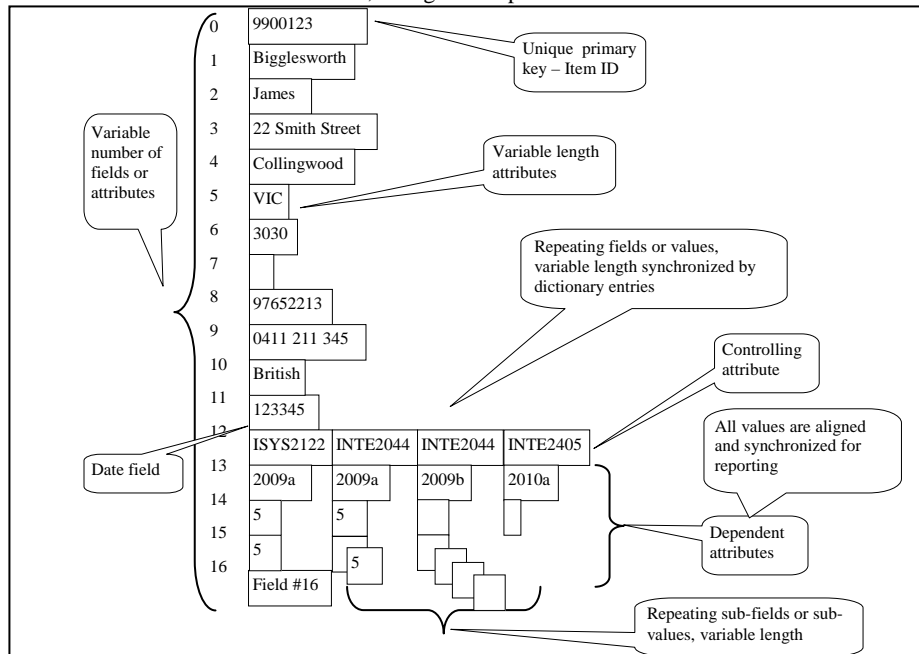 0 9900123
Unique primary
key – Item ID
1 Bigglesworth
2 James
3 22 Smith Street
Variable
number of
fields or
attributes
4 Collingwood
Variable length
attributes
5 VIC
6 3030
Repeating fields or values,
variable length synchronized by
dictionary entries
7
8 97652213
9 0411 211 345
Controlling
attribute
10 British
11 123345
12 ISYS2122 INTE2044 INTE2044 INTE2405
All values are aligned
and synchronized for
reporting
Date field
13 2009a 2009a 2009b 2010a
14 5 5
15 5 5
Dependent
attributes
16 Field #16
Repeating sub-fields or sub-
values, variable length